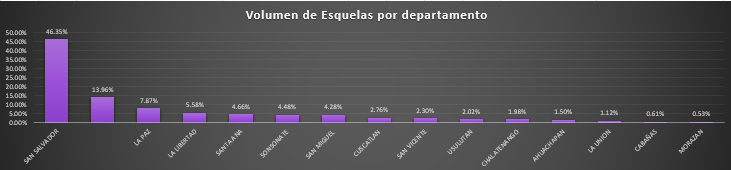 Volumen de Esquelas por departamento
50.00%
45.00%
40.00%
35.00%
30.00%
25.00%
20.00%
15.00%
10.00%
5.00%
0.00%
46.35%
13.96%
7.87%
5.58%
4.66%
4.48%
4.28%
2.76%
2.30%
2.02%
1.98%
1.50%
1.12%
0.61%
0.53%
SAN SALVADOR
LA PAZ
LA LIBERTAD
SANTA ANA
SONSONATE
SAN MIGUEL
CUSCATLAN
SAN VICENTE
USULUTAN
CHALATENANGO
AHUACHAPAN
LA UNION
CABAÑAS
MORAZAN